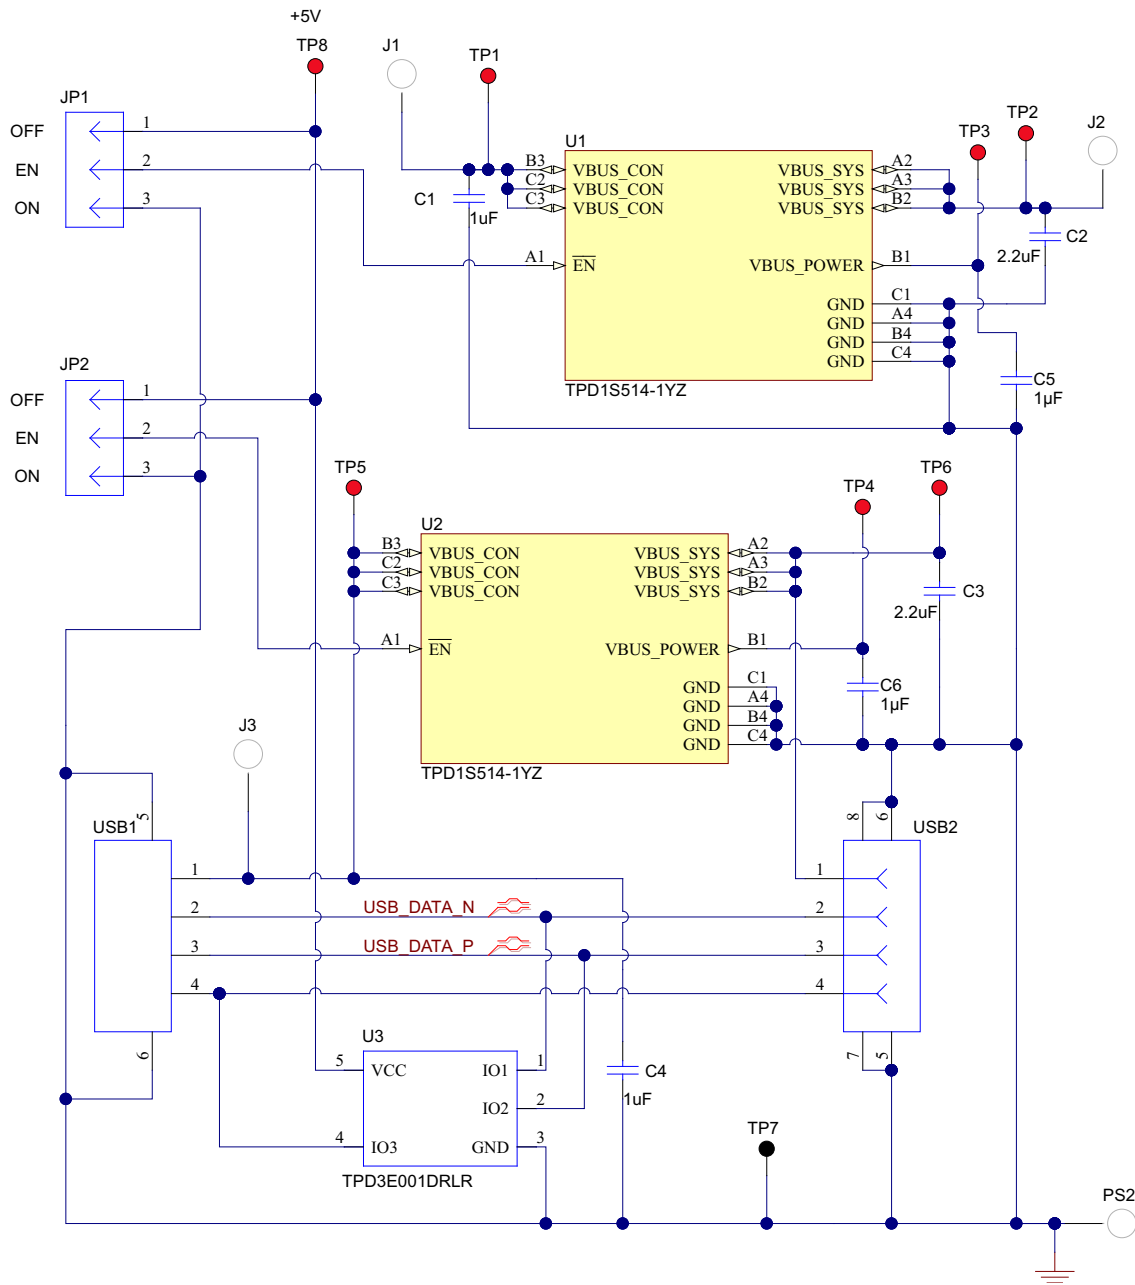 +5V
TP8
J1
TP1
JP1
OFF 1
EN 2
ON 3
U1
TP3
TP2
J2
B3 VBUS_CON VBUS_SYS A2
C2 VBUS_CON VBUS_SYS A3
C3 VBUS_CON VBUS_SYS B2
C1
1uF
C2
2.2uF
A1 EN VBUS_POWER B1
GND C1
GND A4
GND B4
GND C4
TPD1S514-1YZ
C5
1µF
JP2
OFF 1
EN 2
ON 3
TP5
TP4
TP6
U2
B3 VBUS_CON VBUS_SYS A2
C2 VBUS_CON VBUS_SYS A3
C3 VBUS_CON VBUS_SYS B2
C3
2.2uF
A1 EN VBUS_POWER B1
GND C1
GND A4
GND B4
GND C4
C6
1µF
TPD1S514-1YZ
J3
5
USB1
8 6
USB2
1 1
2 USB_DATA_N 2
3 USB_DATA_P 3
4 4
6
7 5
U3
5 VCC IO1 1
IO2 2
4 IO3 GND 3
TPD3E001DRLR
C4
1uF
TP7
PS2